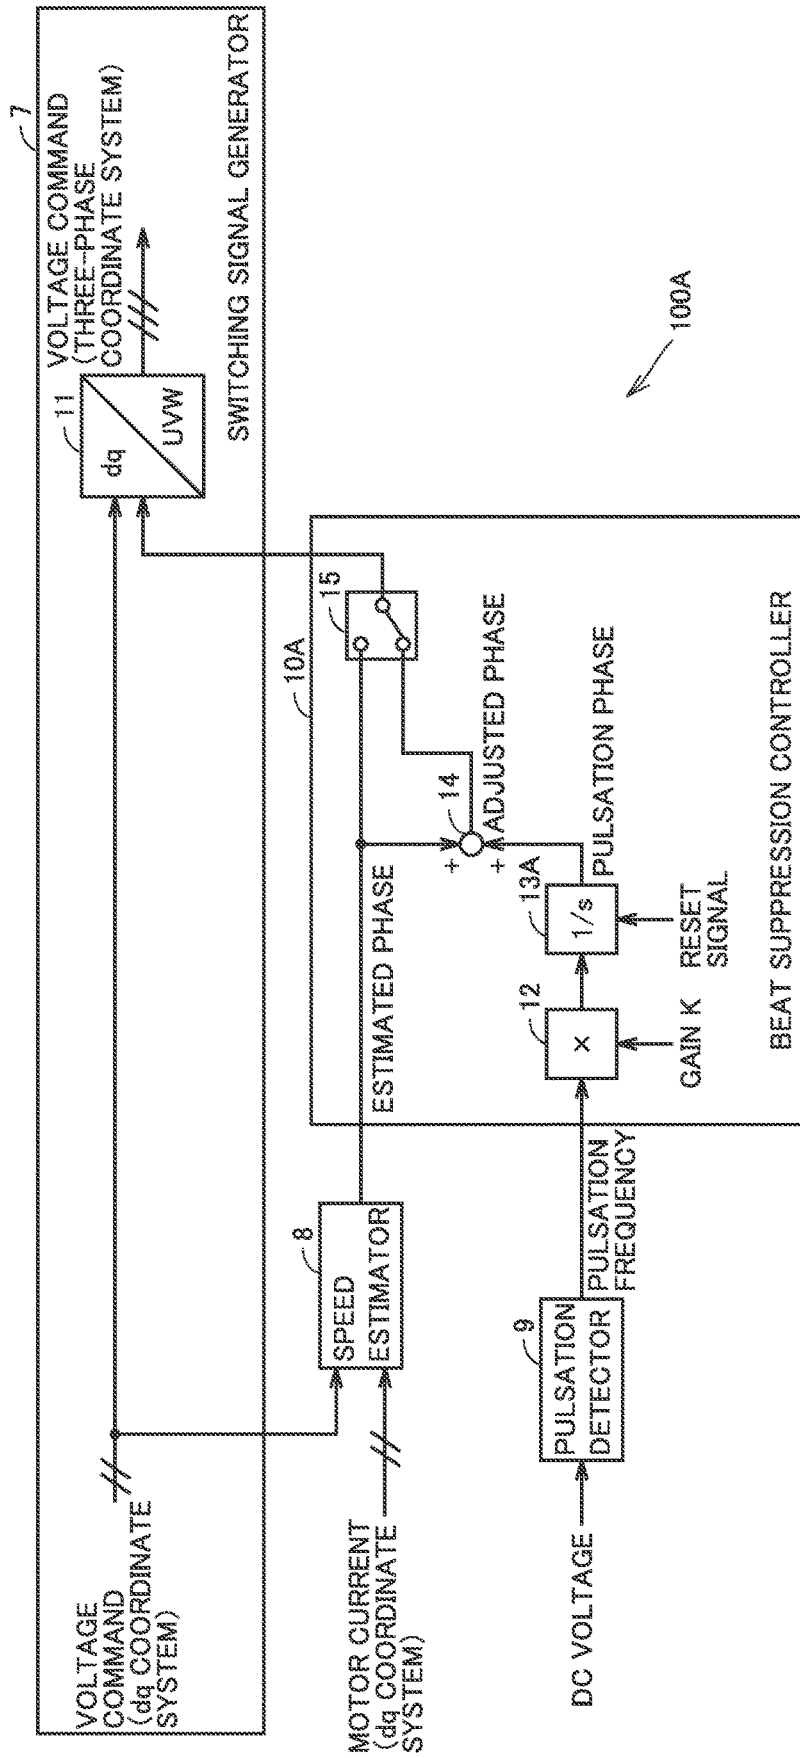 7
VOLTAGE COMMAND
(THREE-PHASE
COORDINATE SYSTEM)
11
dq
UVW
SWITCHING SIGNAL GENERATOR
VOLTAGE
COMMAND
(dq COORDINATE
SYSTEM)
MOTOR CURRENT
(dq COORDINATE
SYSTEM)
8
SPEED
ESTIMATOR
ESTIMATED PHASE
10A
15
14
+
+
ADJUSTED PHASE
DC VOLTAGE
9
PULSATION
DETECTOR
PULSATION
FREQUENCY
12
×
GAIN K
13A
1/s
RESET
SIGNAL
PULSATION PHASE
BEAT SUPPRESSION CONTROLLER
100A